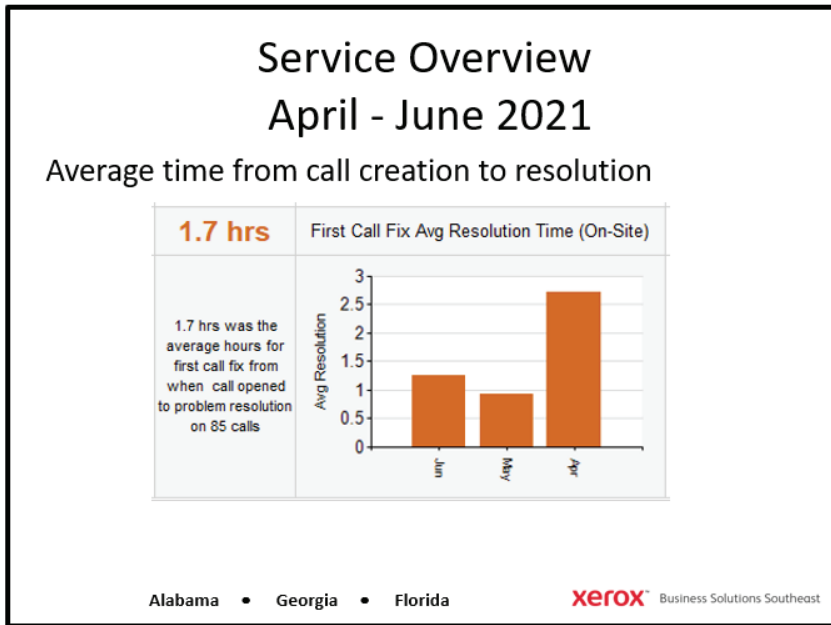 Service Overview
April - June 2021
Average time from call creation to resolution
1.7 hrs
First Call Fix Avg Resolution Time (On-Site)
1.7 hrs was the
average hours for
first call fix from
when call opened
to problem resolution
on 85 calls
Avg Resolution
3
2.5
2
1.5
1
0.5
0
Jun
May
Apr
Alabama • Georgia • Florida
xerox™ Business Solutions Southeast